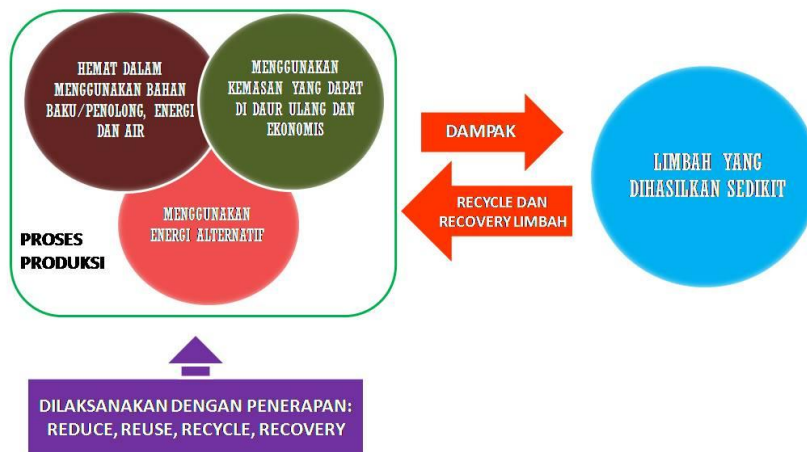 HEMAT DALAM
MENGGUNAKAN BAHAN
BAKU/PENOLONG, ENERGI
DAN AIR
MENGGUNAKAN
KEMASAN YANG DAPAT
DI DAUR ULANG DAN
EKONOMIS
MENGGUNAKAN
ENERGI ALTERNATIF
PROSES
PRODUKSI
DAMPAK
RECYCLE DAN
RECOVERY LIMBAH
LIMBAH YANG
DIHASILKAN SEDIKIT
DILAKSANAKAN DENGAN PENERAPAN:
REDUCE, REUSE, RECYCLE, RECOVERY